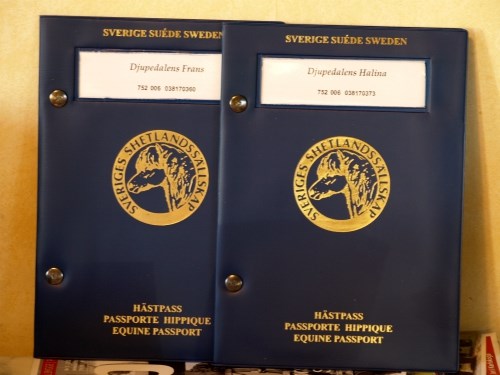 SVERIGE SUÉDE SWEDEN
Djupedalens Frans
752 006 038170360
SVERIGES SHETLANDSSÄLLSKAP
HÄSTPASS
PASSPORTE HIPPIQUE
EQUINE PASSPORT
SVERIGE SUÉDE SWEDEN
Djupedalens Halina
752 006 038170373
SVERIGES SHETLANDSSÄLLSKAP
HÄSTPASS
PASSPORTE HIPPIQUE
EQUINE PASSPORT